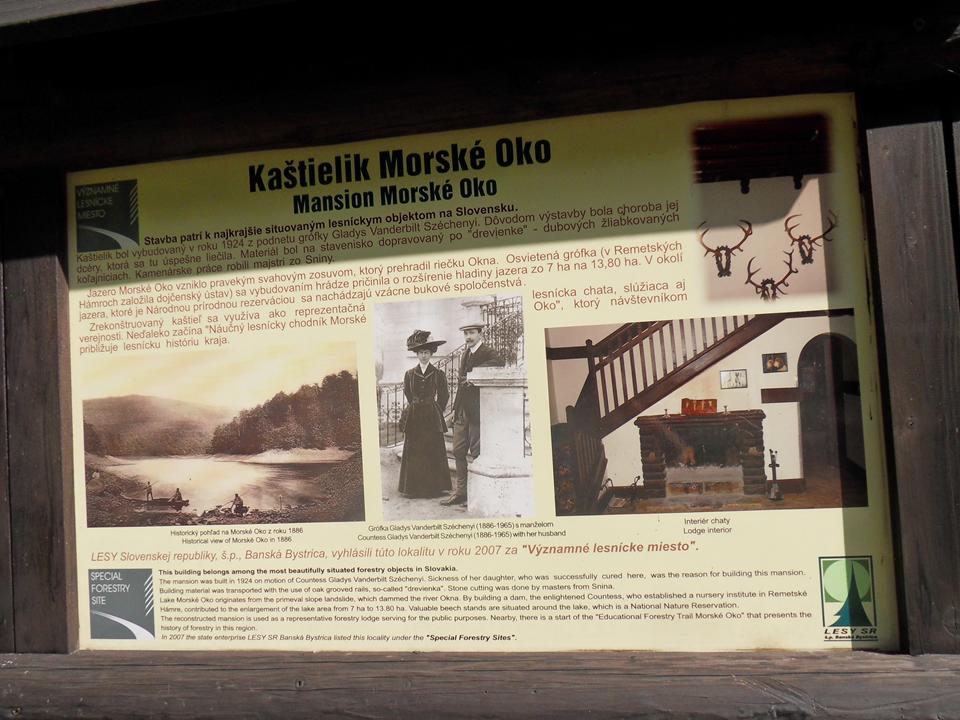 Kaštielik Morské Oko
Mansion Morské Oko
VÝZNAMNÉ
LESNÍCKE
MIESTO
Stavba patrí k najkrajšie situovaným lesníckym objektom na Slovensku.
Kaštielik bol vybudovaný v roku 1924 z podnetu grófky Gladys Vanderbilt Széchenyi. Dôvodom výstavby bola choroba jej
dcéry, ktorá sa tu úspešne liečila. Materiál bol na stavenisko dopravovaný po "drevienke" - dubových žliabkovaných
koľajniciach. Kamenárske práce robili majstri zo Sniny.
Jazero Morské Oko vzniklo pravekým svahovým zosuvom, ktorý prehradil riečku Okna. Osvietená grófka (v Remetských
Hámroch založila dojčenský ústav) sa vybudovaním hrádze pričinila o rozšírenie hladiny jazera zo 7 ha na 13,80 ha. V okolí
jazera, ktoré je Národnou prírodnou rezerváciou sa nachádzajú vzácne bukové spoločenstvá.
Zrekonštruovaný kaštieľ sa využíva ako reprezentačná lesnícka chata, slúžiaca aj
verejnosti. Neďaleko začína "Náučný lesnícky chodník Morské Oko", ktorý návštevníkom
približuje lesnícku históriu kraja.
Historický pohľad na Morské Oko z roku 1886
Historical view of Morské Oko in 1886
Grófka Gladys Vanderbilt Széchenyi (1886-1965) s manželom
Countess Gladys Vanderbilt Széchenyi (1886-1965) with her husband
Interiér chaty
Lodge interior
LESY Slovenskej republiky, š.p., Banská Bystrica, vyhlásili túto lokalitu v roku 2007 za "Významné lesnícke miesto".
SPECIAL
FORESTRY
SITE
This building belongs among the most beautifully situated forestry objects in Slovakia.
The mansion was built in 1924 on motion of Countess Gladys Vanderbilt Széchenyi. Sickness of her daughter, who was successfully cured here, was the reason for building this mansion.
Building material was transported with the use of oak grooved rails, so-called "drevienka". Stone cutting was done by masters from Snina.
Lake Morské Oko originates from the primeval slope landslide, which dammed the river Okna. By building a dam, the enlightened Countess, who established a nursery institute in Remetské
Hámre, contributed to the enlargement of the lake area from 7 ha to 13.80 ha. Valuable beech stands are situated around the lake, which is a National Nature Reservation.
The reconstructed mansion is used as a representative forestry lodge serving for the public purposes. Nearby, there is a start of the "Educational Forestry Trail Morské Oko" that presents the
history of forestry in this region.
In 2007 the state enterprise LESY SR Banská Bystrica listed this locality under the "Special Forestry Sites".
LESY SR
š.p. Banská Bystrica